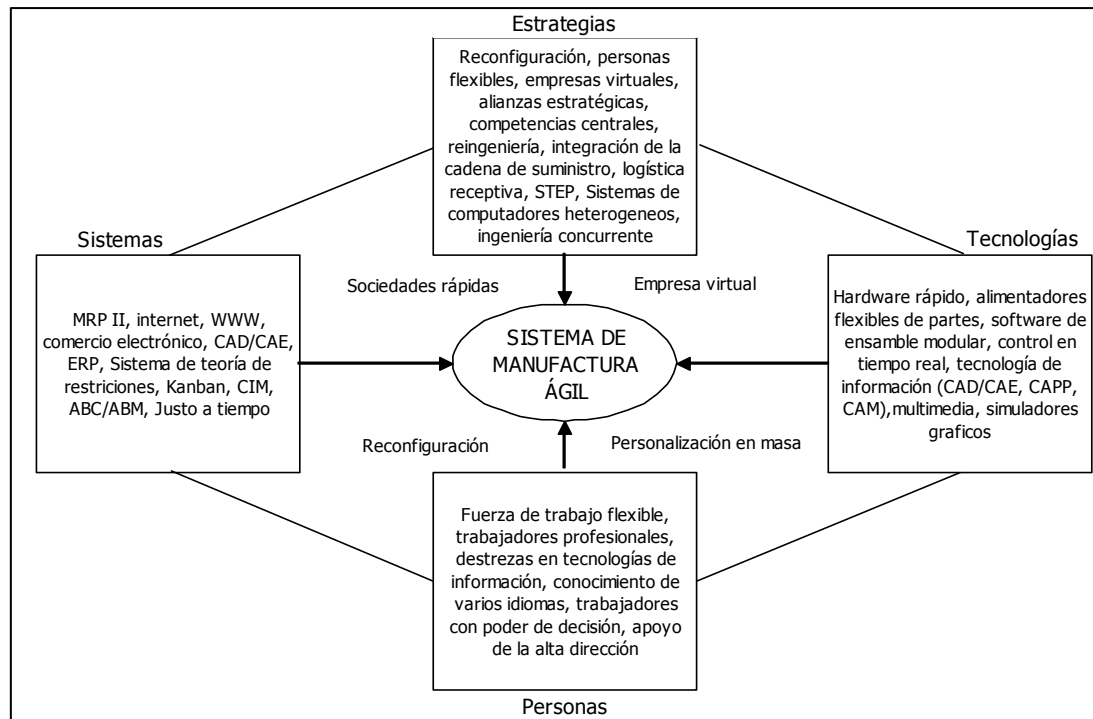 Estrategias
Reconfiguración, personas
flexibles, empresas virtuales,
alianzas estratégicas,
competencias centrales,
reingeniería, integración de la
cadena de suministro, logística
receptiva, STEP, Sistemas de
computadores heterogeneos,
ingeniería concurrente
Sistemas
MRP II, internet, WWW,
comercio electrónico, CAD/CAE,
ERP, Sistema de teoría de
restriciones, Kanban, CIM,
ABC/ABM, Justo a tiempo
Sociedades rápidas
Empresa virtual
SISTEMA DE
MANUFACTURA
ÁGIL
Reconfiguración
Personalización en masa
Tecnologías
Hardware rápido, alimentadores
flexibles de partes, software de
ensamble modular, control en
tiempo real, tecnología de
información (CAD/CAE, CAPP,
CAM),multimedia, simuladores
graficos
Fuerza de trabajo flexible,
trabajadores profesionales,
destrezas en tecnologías de
información, conocimiento de
varios idiomas, trabajadores
con poder de decisión, apoyo
de la alta dirección
Personas